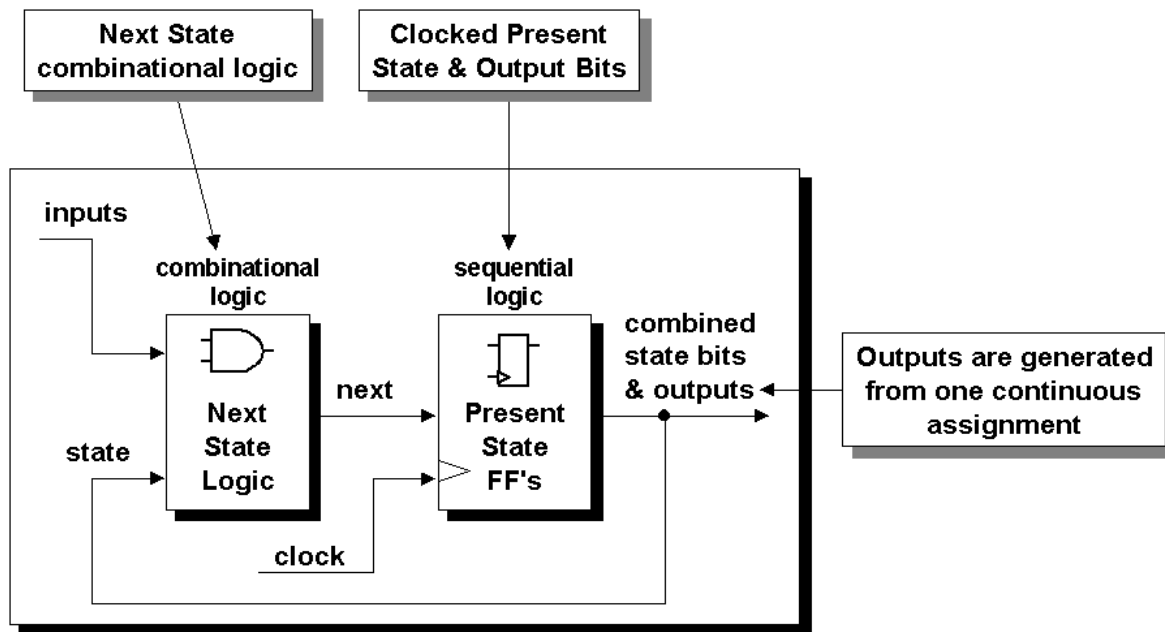 Next State
combinational logic
Clocked Present
State & Output Bits
inputs
combinational
logic
sequential
logic
combined
state bits
& outputs
Outputs are generated
from one continuous
assignment
next
Next
State
Logic
Present
State
FF's
state
clock